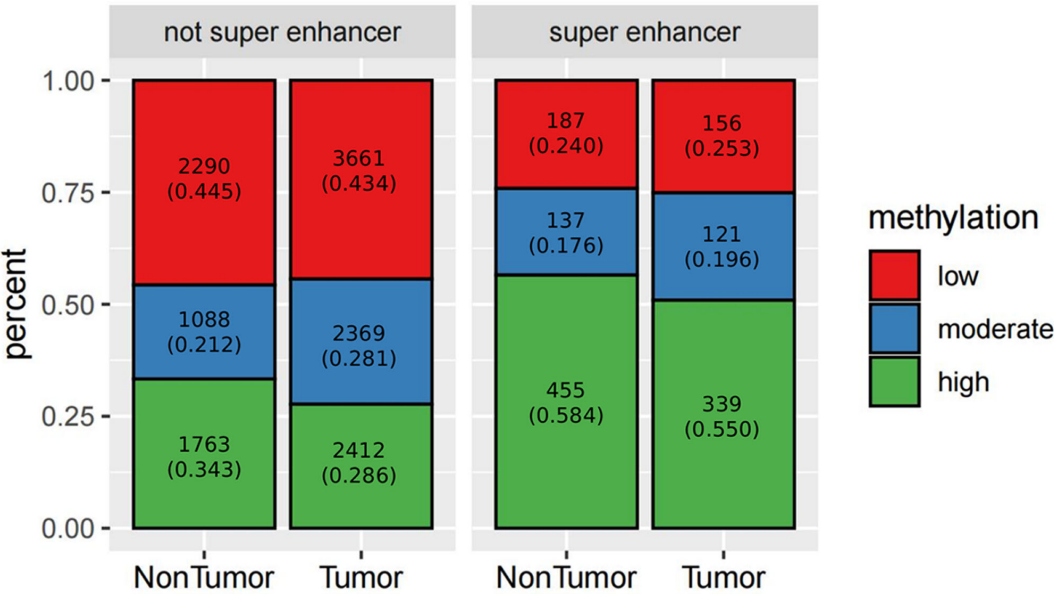 not super enhancer
super enhancer
1.00
0.75
0.50
0.25
0.00
percent
2290
(0.445)
1088
(0.212)
1763
(0.343)
3661
(0.434)
2369
(0.281)
2412
(0.286)
187
(0.240)
137
(0.176)
455
(0.584)
156
(0.253)
121
(0.196)
339
(0.550)
NonTumor
Tumor
NonTumor
Tumor
methylation
low
moderate
high